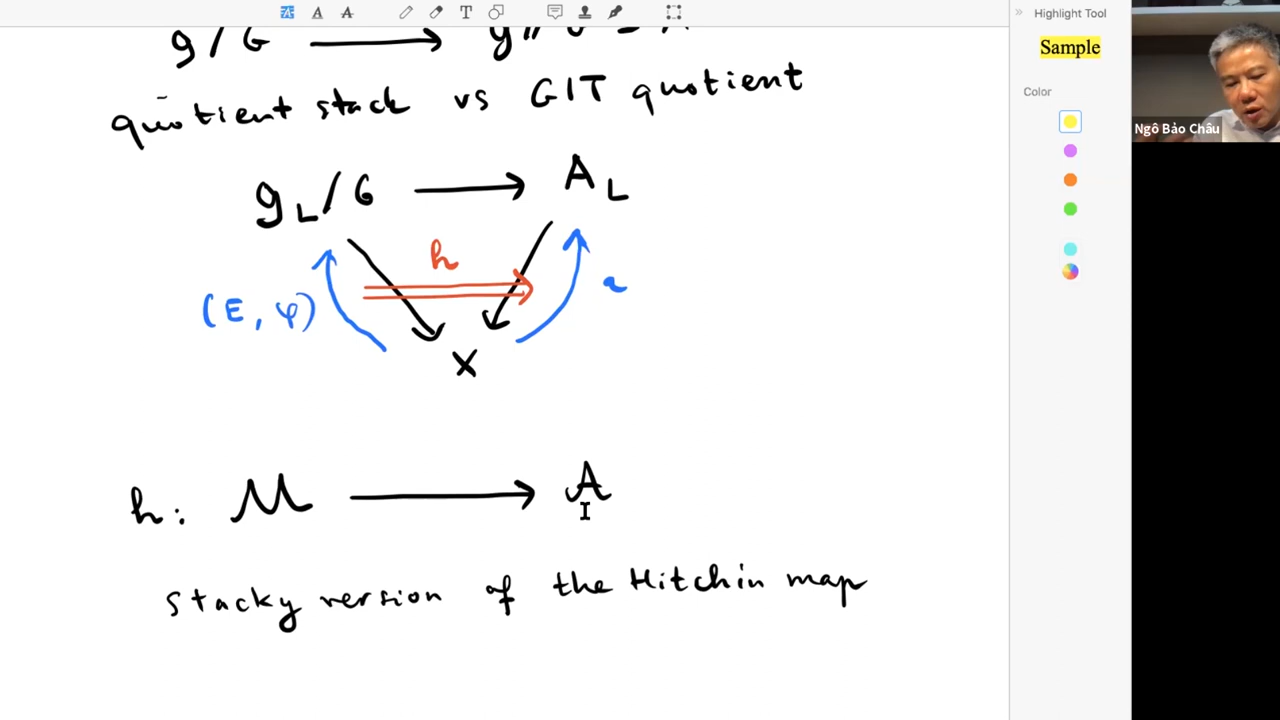 g / G ⟶ g // G = A
quotient stack vs GIT quotient
g_L / G ⟶ A_L
h
(E, φ)
a
X
h: M ⟶ A
stacky version of the Hitchin map
Highlight Tool
Sample
Color
Ngô Bảo Châu